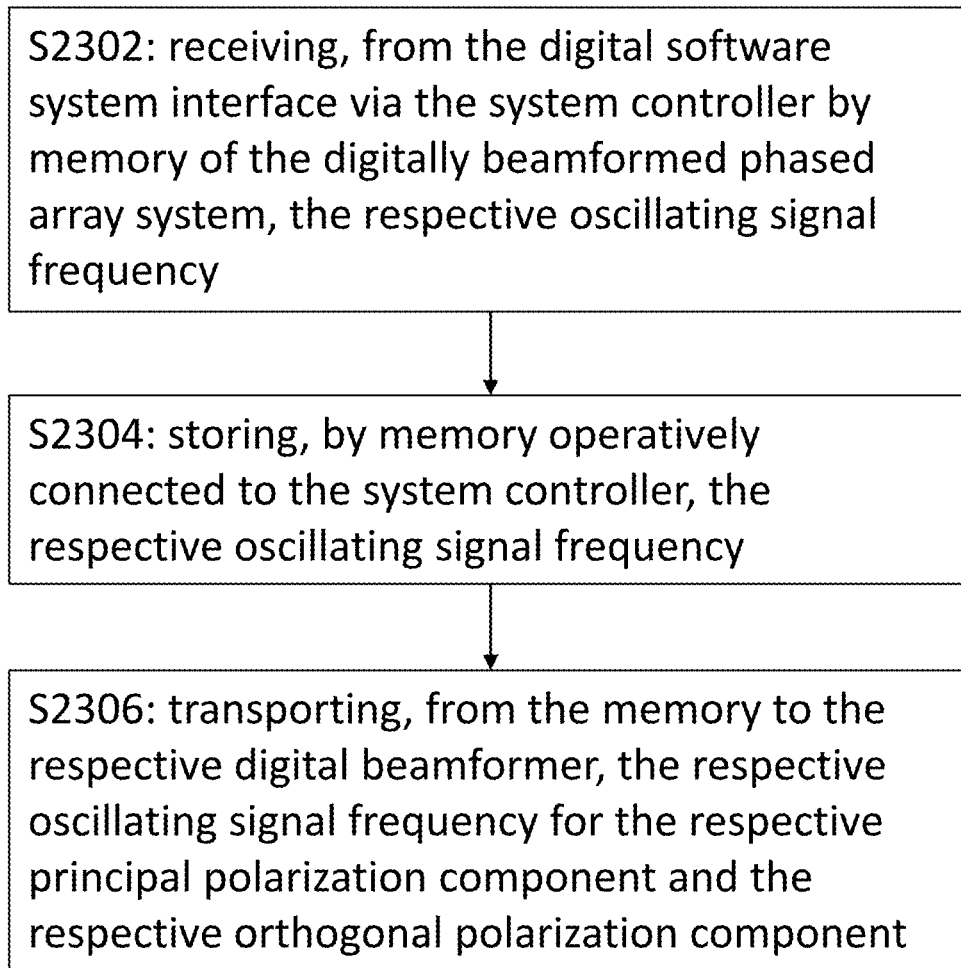 S2302: receiving, from the digital software
system interface via the system controller by
memory of the digitally beamformed phased
array system, the respective oscillating signal
frequency
S2304: storing, by memory operatively
connected to the system controller, the
respective oscillating signal frequency
S2306: transporting, from the memory to the
respective digital beamformer, the respective
oscillating signal frequency for the respective
principal polarization component and the
respective orthogonal polarization component